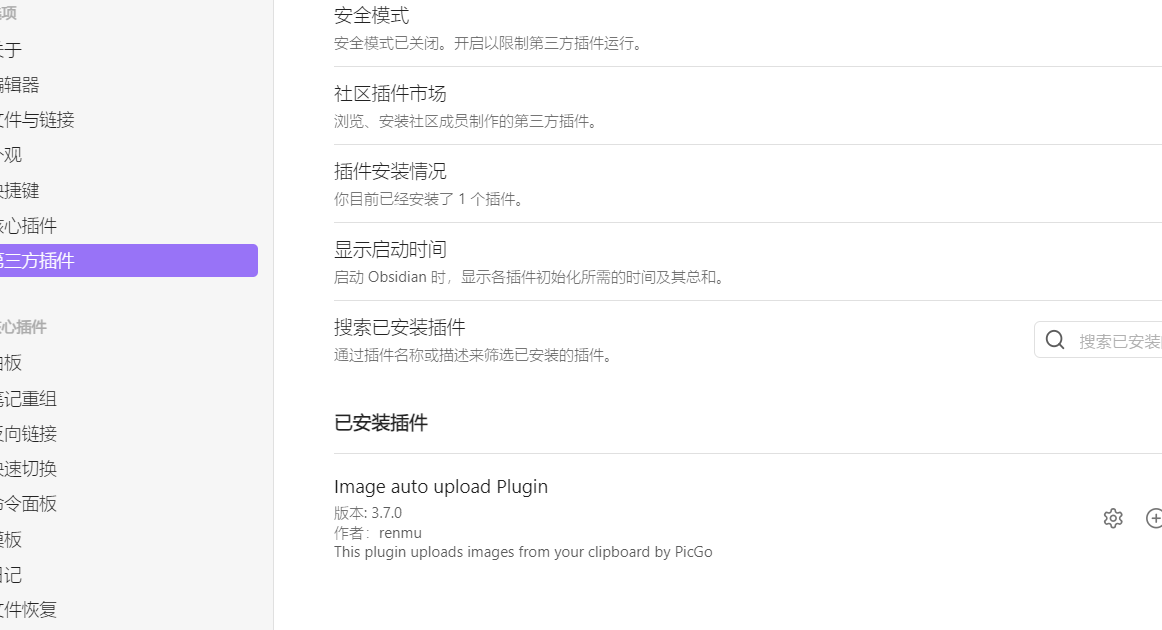 选项
关于
编辑器
文件与链接
外观
快捷键
核心插件
第三方插件
核心插件
白板
笔记重组
反向链接
快速切换
命令面板
模板
日记
文件恢复
安全模式
安全模式已关闭。开启以限制第三方插件运行。
社区插件市场
浏览、安装社区成员制作的第三方插件。
插件安装情况
你目前已经安装了 1 个插件。
显示启动时间
启动 Obsidian 时，显示各插件初始化所需的时间及其总和。
搜索已安装插件
通过插件名称或描述来筛选已安装的插件。
搜索已安装
已安装插件
Image auto upload Plugin
版本: 3.7.0
作者： renmu
This plugin uploads images from your clipboard by PicGo